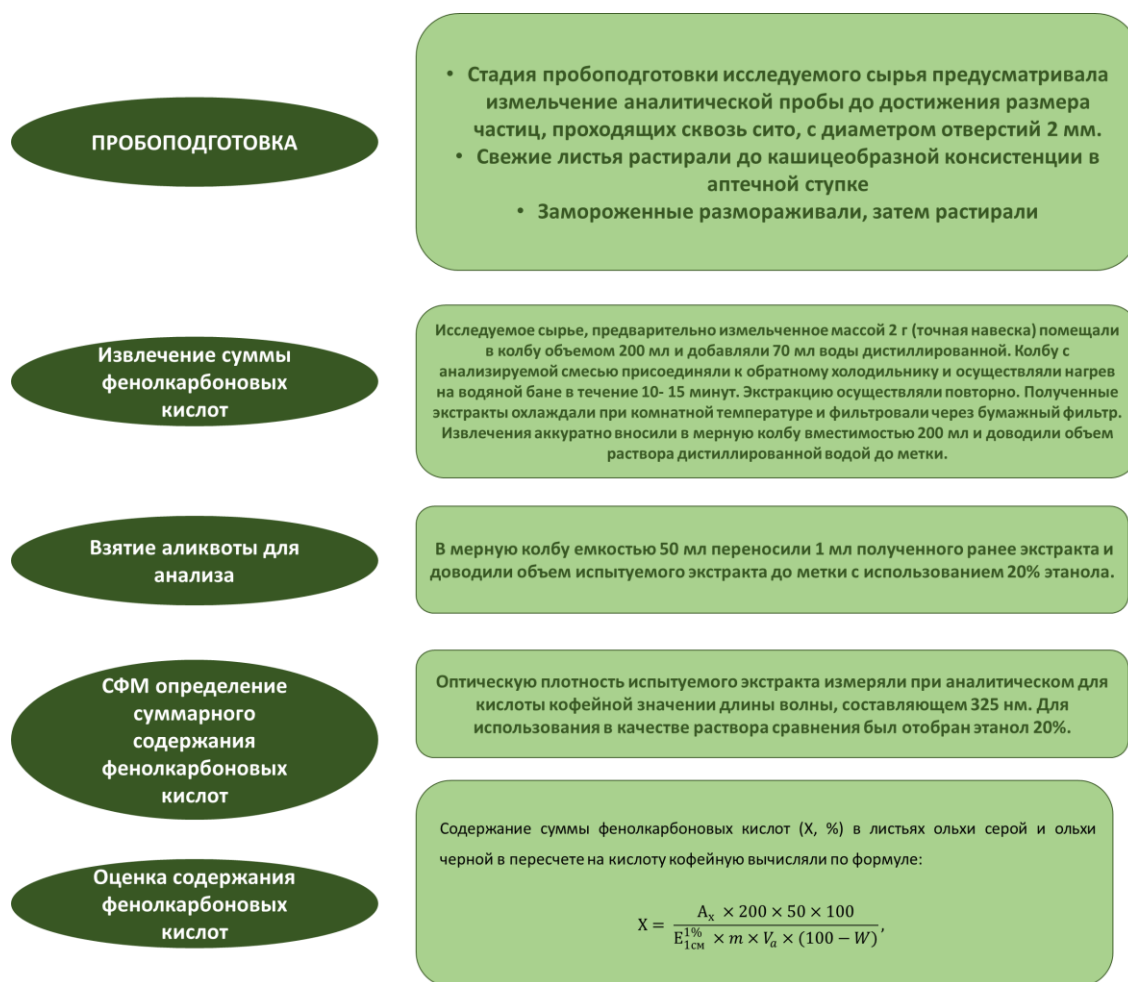 ПРОБОПОДГОТОВКА
• Стадия пробоподготовки исследуемого сырья предусматривала
измельчение аналитической пробы до достижения размера
частиц, проходящих сквозь сито, с диаметром отверстий 2 мм.
• Свежие листья растирали до кашицеобразной консистенции в
аптечной ступке
• Замороженные размораживали, затем растирали
Извлечение суммы
фенолкарбоновых
кислот
Исследуемое сырье, предварительно измельченное массой 2 г (точная навеска) помещали
в колбу объемом 200 мл и добавляли 70 мл воды дистиллированной. Колбу с
анализируемой смесью присоединяли к обратному холодильнику и осуществляли нагрев
на водяной бане в течение 10- 15 минут. Экстракцию осуществляли повторно. Полученные
экстракты охлаждали при комнатной температуре и фильтровали через бумажный фильтр.
Извлечения аккуратно вносили в мерную колбу вместимостью 200 мл и доводили объем
раствора дистиллированной водой до метки.
Взятие аликвоты для
анализа
В мерную колбу емкостью 50 мл переносили 1 мл полученного ранее экстракта и
доводили объем испытуемого экстракта до метки с использованием 20% этанола.
СФМ определение
суммарного
содержания
фенолкарбоновых
кислот
Оптическую плотность испытуемого экстракта измеряли при аналитическом для
кислоты кофейной значении длины волны, составляющем 325 нм. Для
использования в качестве раствора сравнения был отобран этанол 20%.
Оценка содержания
фенолкарбоновых
кислот
Содержание суммы фенолкарбоновых кислот (X, %) в листьях ольхи серой и ольхи
черной в пересчете на кислоту кофейную вычисляли по формуле:
X = (A_x × 200 × 50 × 100) / (E_{1см}^{1%} × m × V_a × (100 − W)),